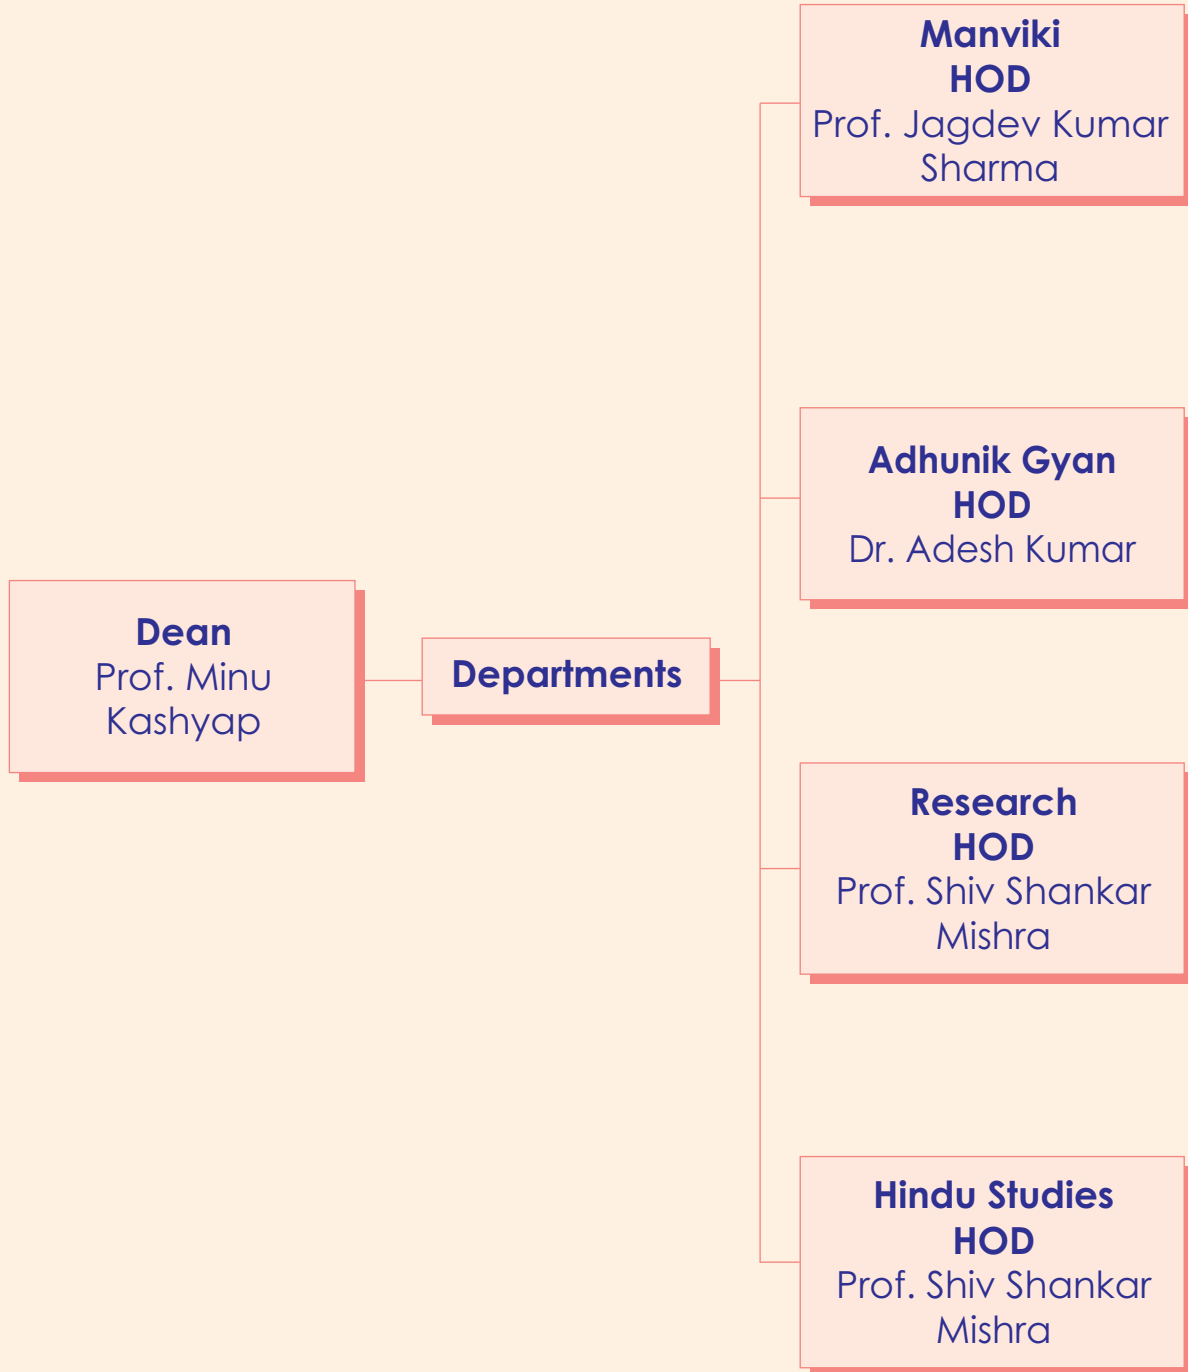 Manviki
HOD
Prof. Jagdev Kumar
Sharma
Adhunik Gyan
HOD
Dr. Adesh Kumar
Dean
Prof. Minu
Kashyap
Departments
Research
HOD
Prof. Shiv Shankar
Mishra
Hindu Studies
HOD
Prof. Shiv Shankar
Mishra